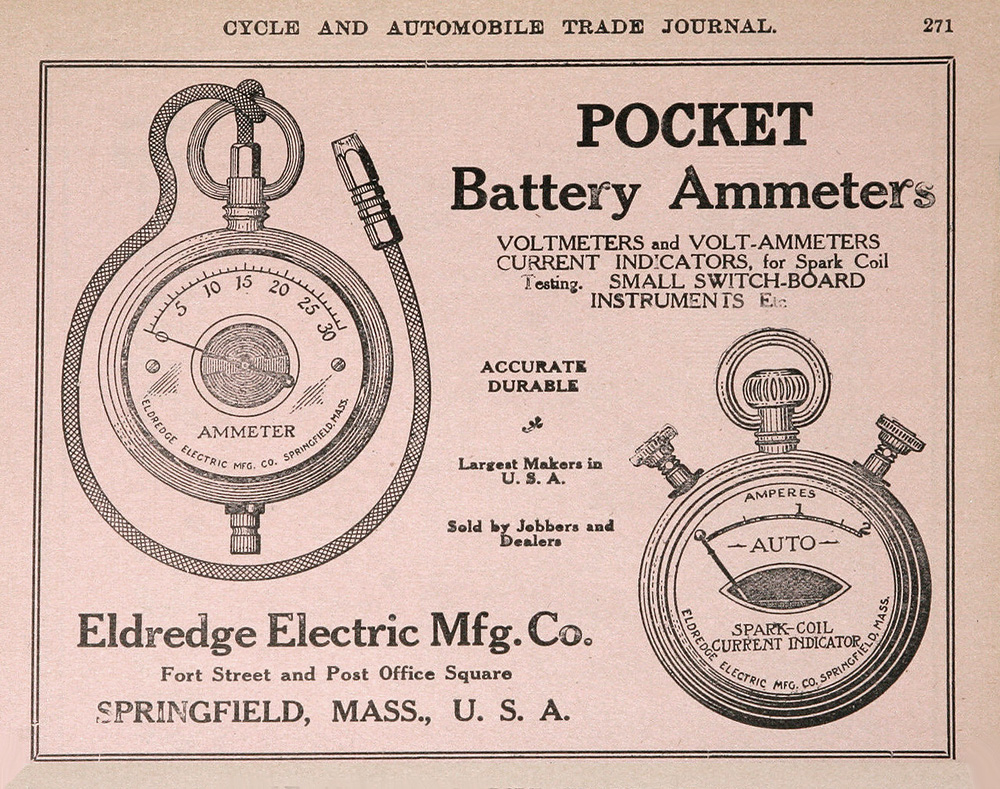 CYCLE AND AUTOMOBILE TRADE JOURNAL.
271
POCKET
Battery Ammeters
VOLTMETERS and VOLT-AMMETERS
CURRENT INDICATORS, for Spark Coil
Testing. SMALL SWITCH-BOARD
INSTRUMENTS Etc.
0 5 10 15 20 25 30
AMMETER
ELDREDGE ELECTRIC MFG. CO. SPRINGFIELD, MASS.
ACCURATE
DURABLE
Largest Makers in
U. S. A.
Sold by Jobbers and
Dealers
AMPERES
0 1 2
AUTO
SPARK-COIL
CURRENT INDICATOR
ELDREDGE ELECTRIC MFG. CO. SPRINGFIELD, MASS.
Eldredge Electric Mfg. Co.
Fort Street and Post Office Square
SPRINGFIELD, MASS., U. S. A.